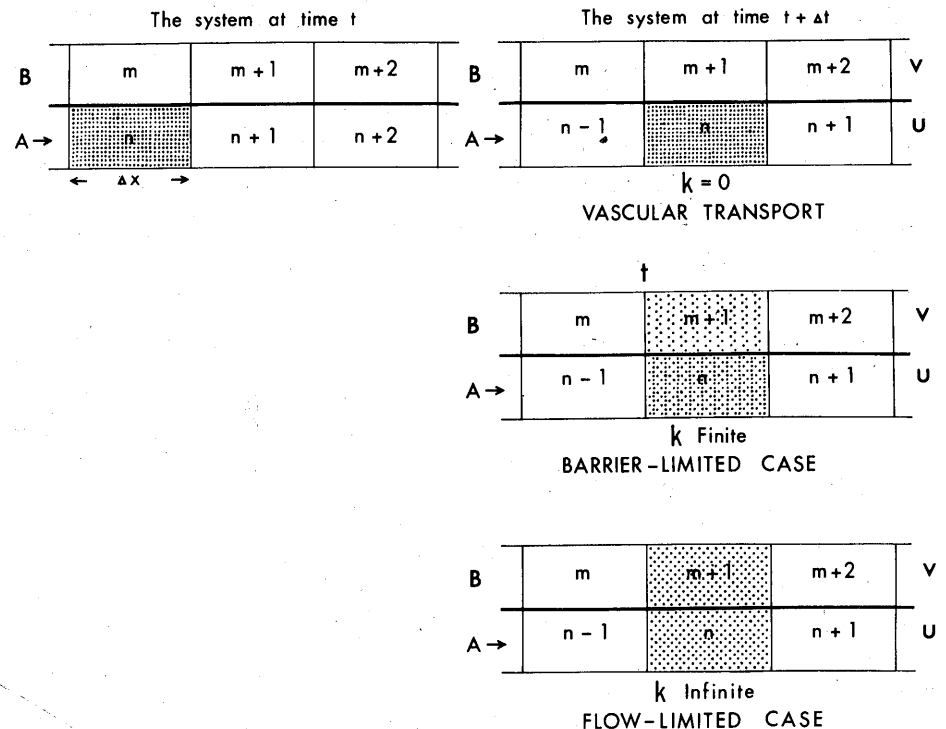 The system at time t
B m m + 1 m + 2
A → n n + 1 n + 2
← Δx →
The system at time t + Δt
B m m + 1 m + 2 V
A → n - 1 n n + 1 U
k = 0
VASCULAR TRANSPORT
t
B m m + 1 m + 2 V
A → n - 1 n n + 1 U
k Finite
BARRIER-LIMITED CASE
B m m + 1 m + 2 V
A → n - 1 n n + 1 U
k Infinite
FLOW-LIMITED CASE